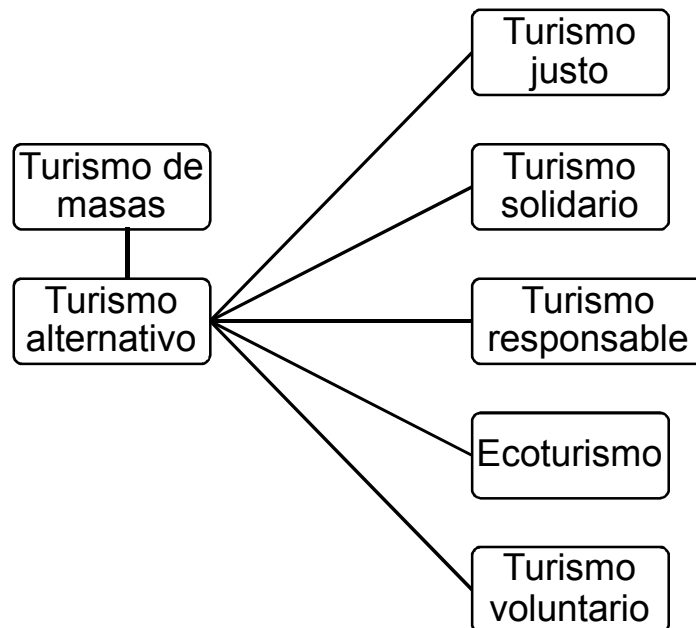 Turismo
justo
Turismo de
masas
Turismo
solidario
Turismo
alternativo
Turismo
responsable
Ecoturismo
Turismo
voluntario